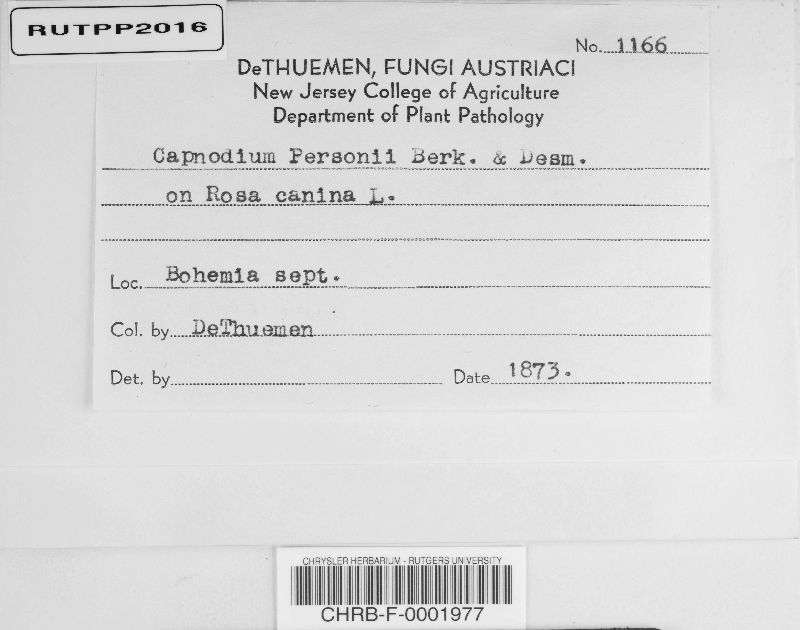 RUTPP2016
No. 1166
DeTHUEMEN, FUNGI AUSTRIACI
New Jersey College of Agriculture
Department of Plant Pathology
Capnodium Personii Berk. & Desm.
on Rosa canina L.
Loc. Bohemia sept.
Col. by DeThuemen
Det. by
Date 1873.
CHRYSLER HERBARIUM - RUTGERS UNIVERSITY
CHRB-F-0001977